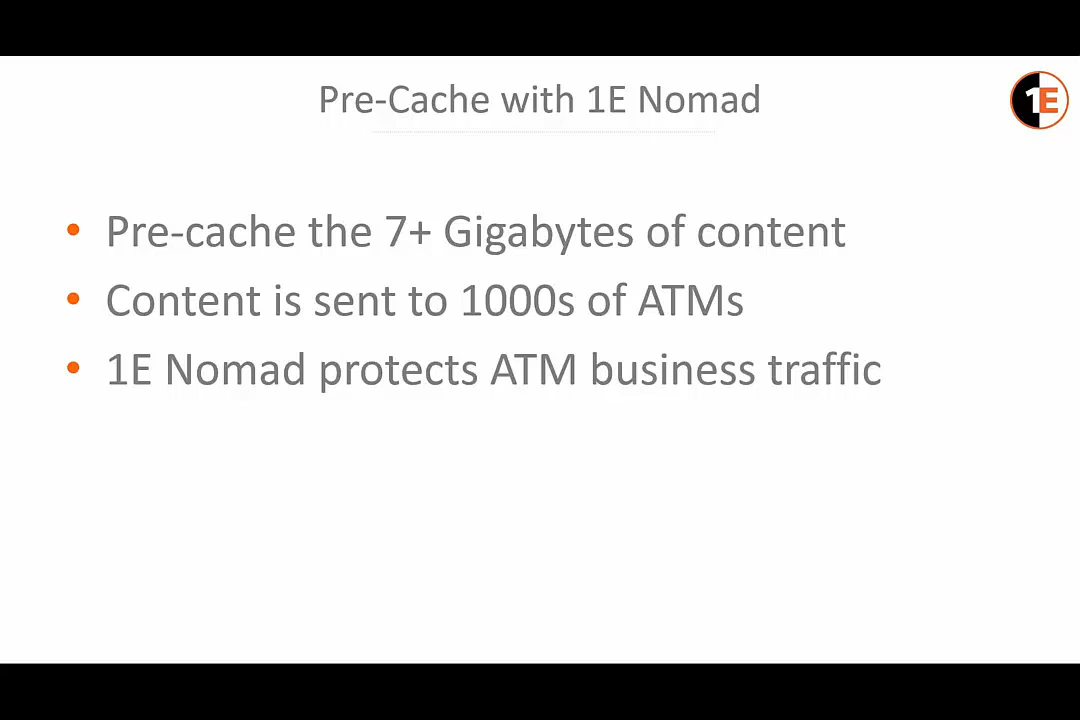 Pre-Cache with 1E Nomad
1E
• Pre-cache the 7+ Gigabytes of content
• Content is sent to 1000s of ATMs
• 1E Nomad protects ATM business traffic